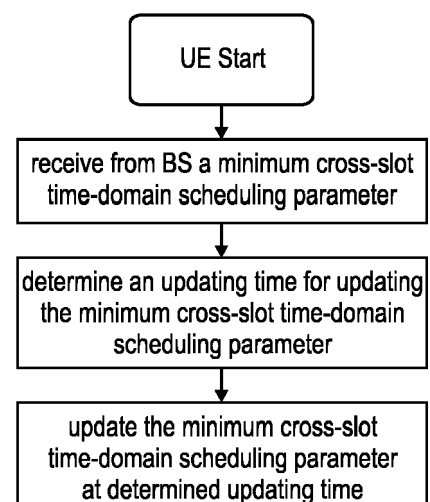 UE Start
receive from BS a minimum cross-slot
time-domain scheduling parameter
determine an updating time for updating
the minimum cross-slot time-domain
scheduling parameter
update the minimum cross-slot
time-domain scheduling parameter
at determined updating time